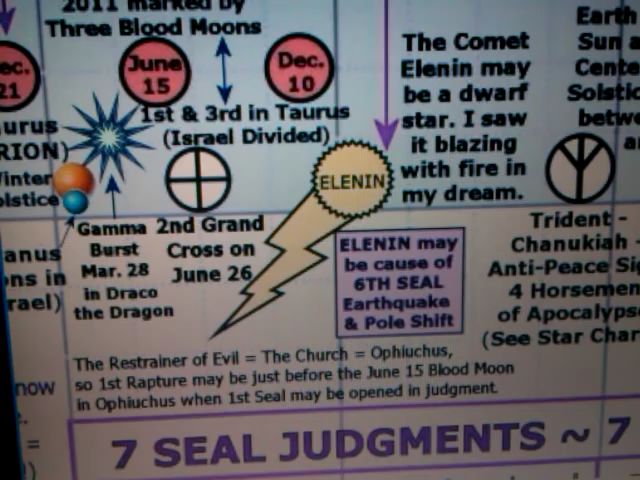 2011 marked by
Three Blood Moons
ec.
21
June
15
Dec.
10
1st & 3rd in Taurus
(Israel Divided)
aurus
RION)
Winter
olstice
Gamma
Burst
Mar. 28
in Draco
the Dragon
2nd Grand
Cross on
June 26
ELENIN
The Comet
Elenin may
be a dwarf
star. I saw
it blazing
with fire in
my dream.
Earth
Sun a
Cente
Solstic
betwe
a
anus
ons in
rael)
ELENIN may
be cause of
6TH SEAL
Earthquake
& Pole Shift
Trident -
Chanukiah -
Anti-Peace Sig
4 Horsemen
of Apocalyps
(See Star Char
The Restrainer of Evil = The Church = Ophiuchus,
so 1st Rapture may be just before the June 15 Blood Moon
in Ophiuchus when 1st Seal may be opened in judgment.
now
=
)
7 SEAL JUDGMENTS ~ 7